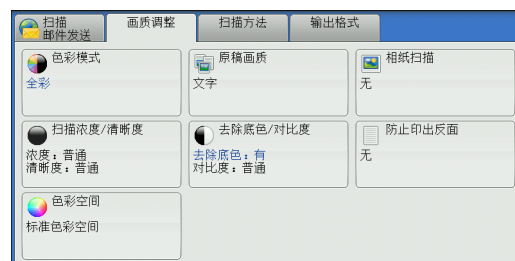 扫描
邮件发送
画质调整
扫描方法
输出格式
色彩模式
全彩
原稿画质
文字
相纸扫描
无
扫描浓度/清晰度
浓度：普通
清晰度：普通
去除底色/对比度
去除底色：有
对比度：普通
防止印出反面
无
色彩空间
标准色彩空间